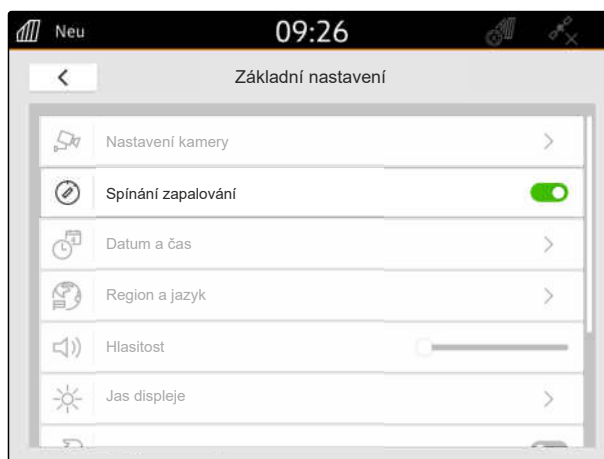 Neu
09:26
Základní nastavení
Nastavení kamery
Spínání zapalování
Datum a čas
Region a jazyk
Hlasitost
Jas displeje